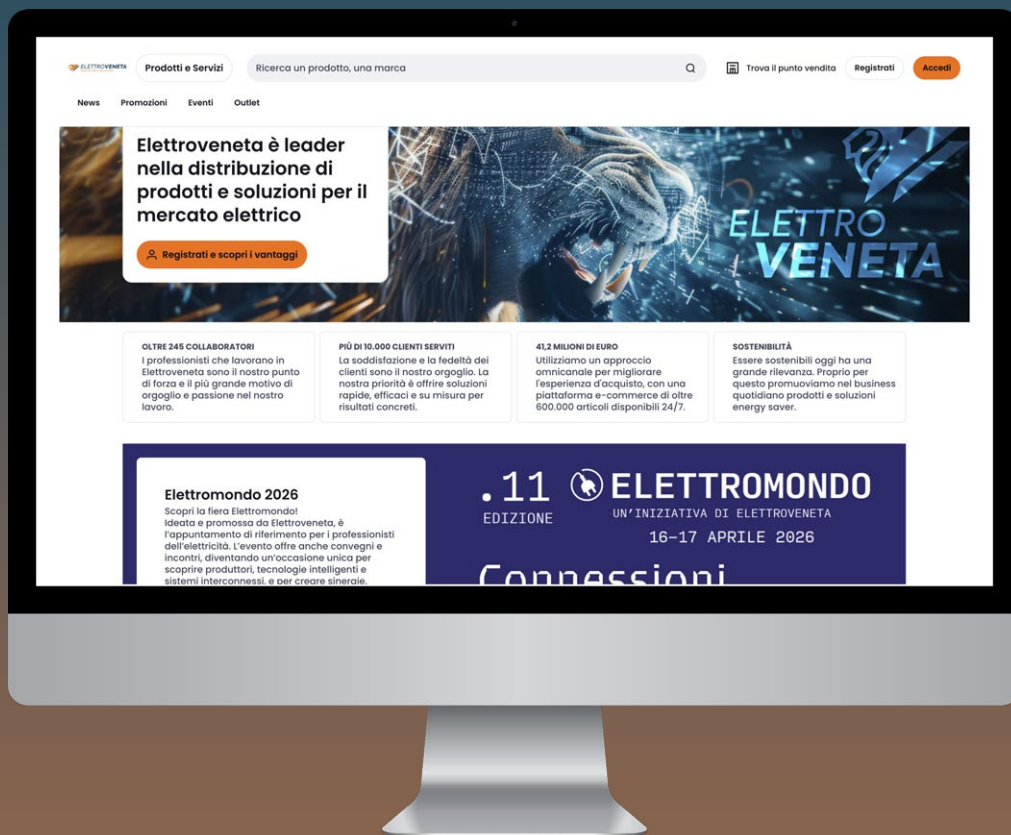 ELETTROVENETA
Prodotti e Servizi
Ricerca un prodotto, una marca
Trova il punto vendita
Registrati
Accedi
News
Promozioni
Eventi
Outlet
Elettroveneta è leader
nella distribuzione di
prodotti e soluzioni per il
mercato elettrico
Registrati e scopri i vantaggi
ELETTRO
VENETA
OLTRE 245 COLLABORATORI
I professionisti che lavorano in
Elettroveneta sono il nostro punto
di forza e il più grande motivo di
orgoglio e passione nel nostro
lavoro.
PIÙ DI 10.000 CLIENTI SERVITI
La soddisfazione e la fedeltà dei
clienti sono il nostro orgoglio. La
nostra priorità è offrire soluzioni
rapide, efficaci e su misura per
risultati concreti.
41,2 MILIONI DI EURO
Utilizziamo un approccio
omnicanale per migliorare
l'esperienza d'acquisto, con una
piattaforma e-commerce di oltre
600.000 articoli disponibili 24/7.
SOSTENIBILITÀ
Essere sostenibili oggi ha una
grande rilevanza. Proprio per
questo promuoviamo nel business
quotidiano prodotti e soluzioni
energy saver.
Elettromondo 2026
Scopri la fiera Elettromondo!
Ideata e promossa da Elettroveneta, è
l'appuntamento di riferimento per i professionisti
dell'elettricità. L'evento offre anche convegni e
incontri, diventando un'occasione unica per
scoprire produttori, tecnologie intelligenti e
sistemi interconnessi, e per creare sinergie.
.11
EDIZIONE
ELETTROMONDO
UN'INIZIATIVA DI ELETTROVENETA
16–17 APRILE 2026
Connessioni